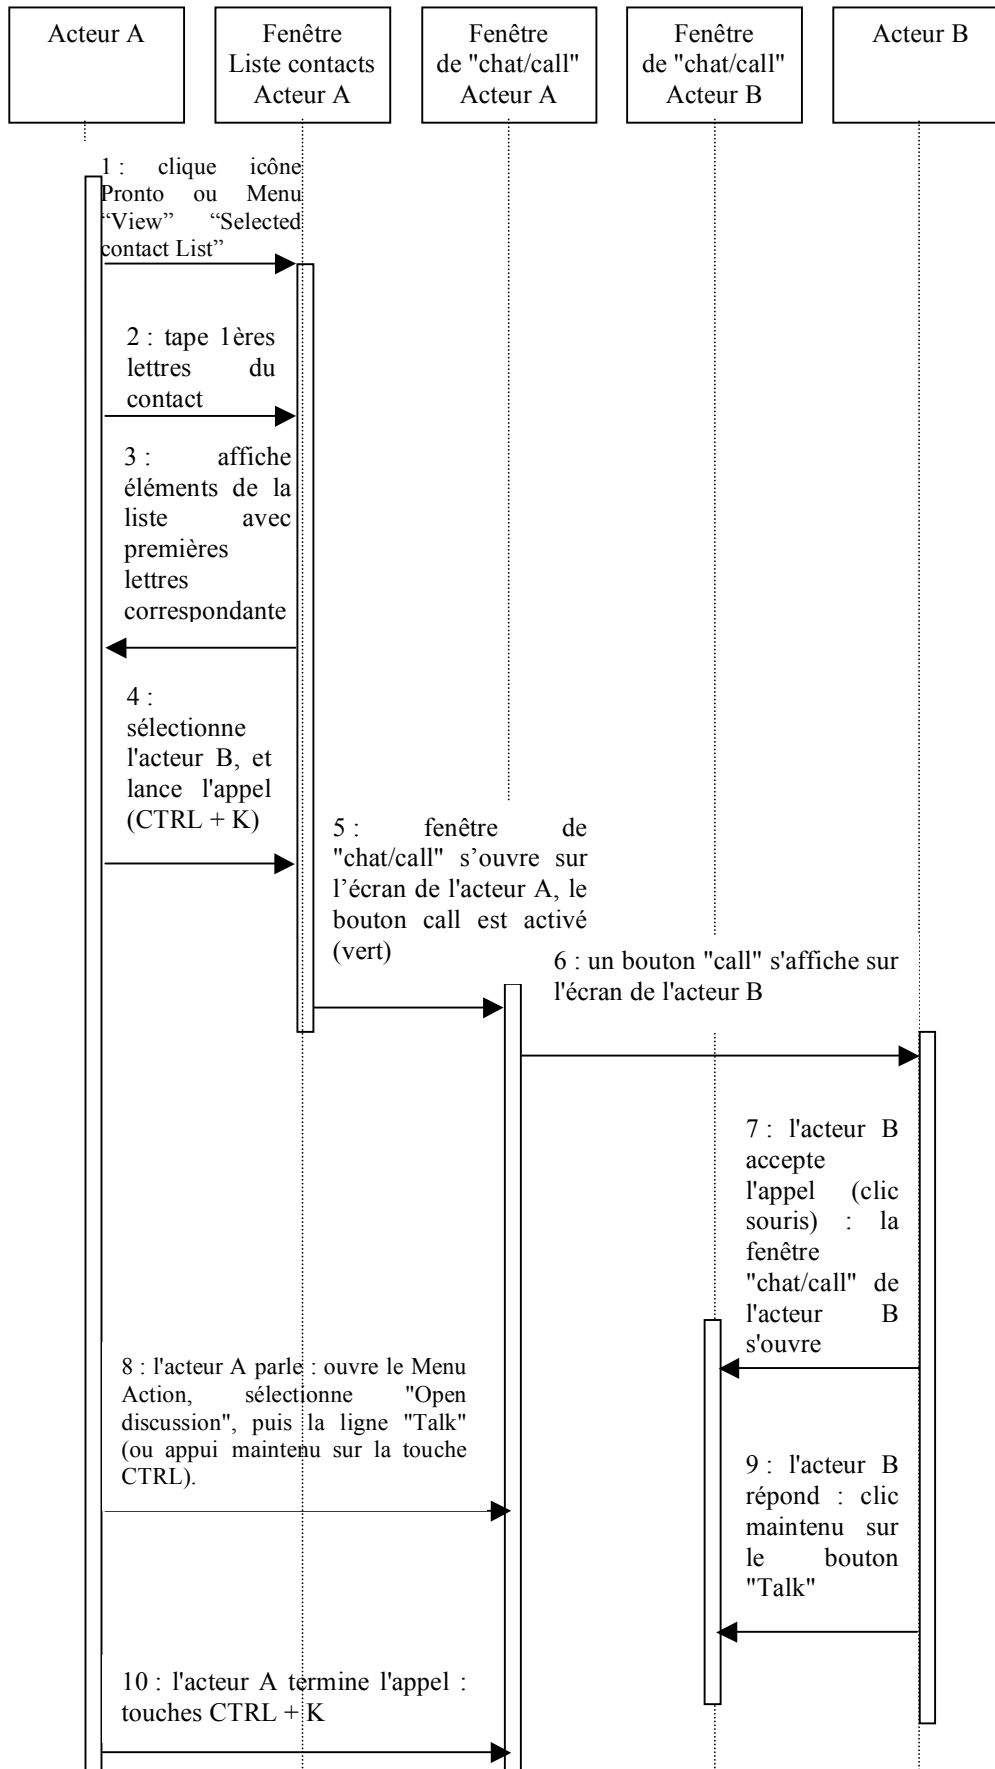 Acteur A
Fenêtre
Liste contacts
Acteur A
Fenêtre
de "chat/call"
Acteur A
Fenêtre
de "chat/call"
Acteur B
Acteur B
1 : clique icône
Pronto ou Menu
“View” “Selected
contact List”
2 : tape 1ères
lettres du
contact
3 : affiche
éléments de la
liste avec
premières
lettres
correspondante
4 :
sélectionne
l'acteur B, et
lance l'appel
(CTRL + K)
5 : fenêtre de
"chat/call" s’ouvre sur
l’écran de l'acteur A, le
bouton call est activé
(vert)
6 : un bouton "call" s'affiche sur
l'écran de l'acteur B
7 : l'acteur B
accepte
l'appel (clic
souris) : la
fenêtre
"chat/call" de
l'acteur B
s'ouvre
8 : l'acteur A parle : ouvre le Menu
Action, sélectionne "Open
discussion", puis la ligne "Talk"
(ou appui maintenu sur la touche
CTRL).
9 : l'acteur B
répond : clic
maintenu sur
le bouton
"Talk"
10 : l'acteur A termine l'appel :
touches CTRL + K